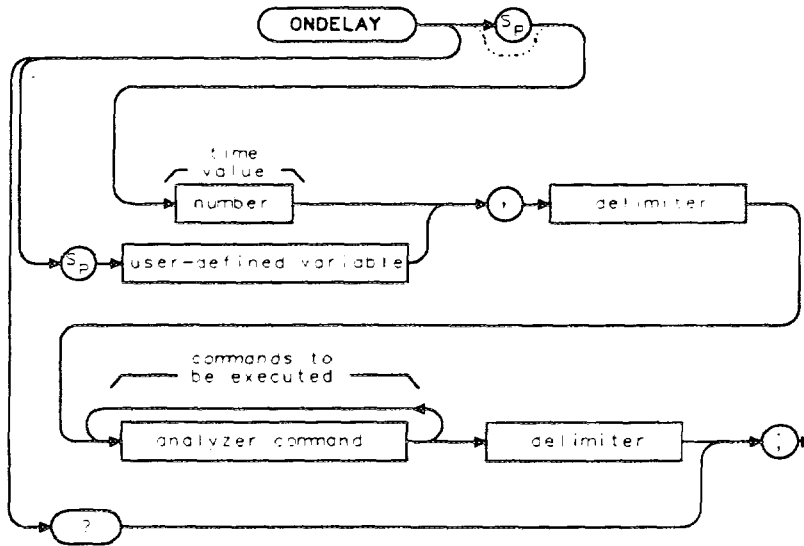 ONDELAY
SP
time
value
number
,
delimiter
SP
user-defined variable
commands to
be executed
analyzer command
delimiter
;
?